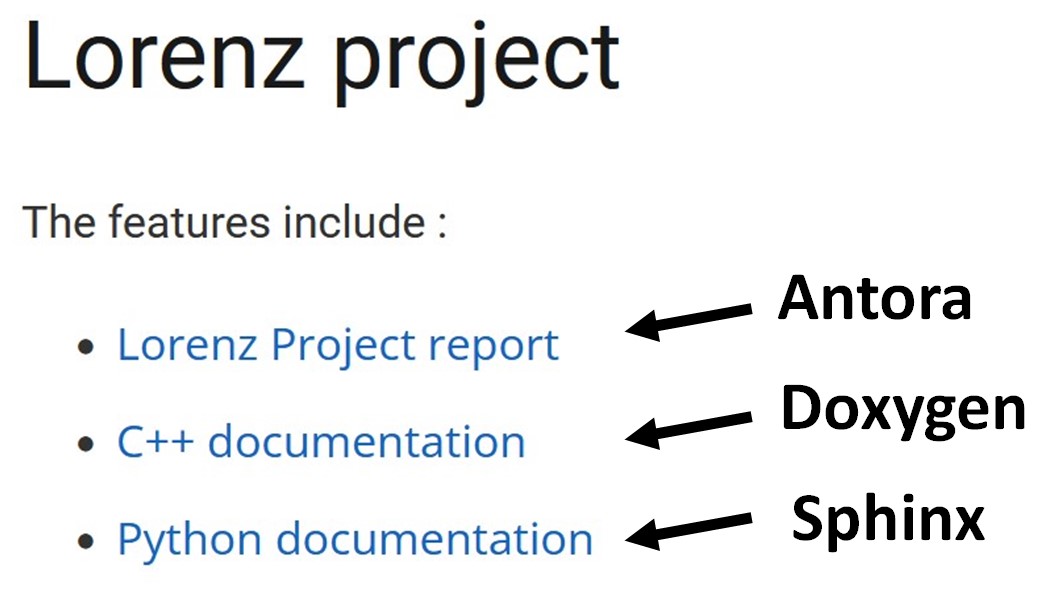 Lorenz project
The features include :
Lorenz Project report
Antora
C++ documentation
Doxygen
Python documentation
Sphinx